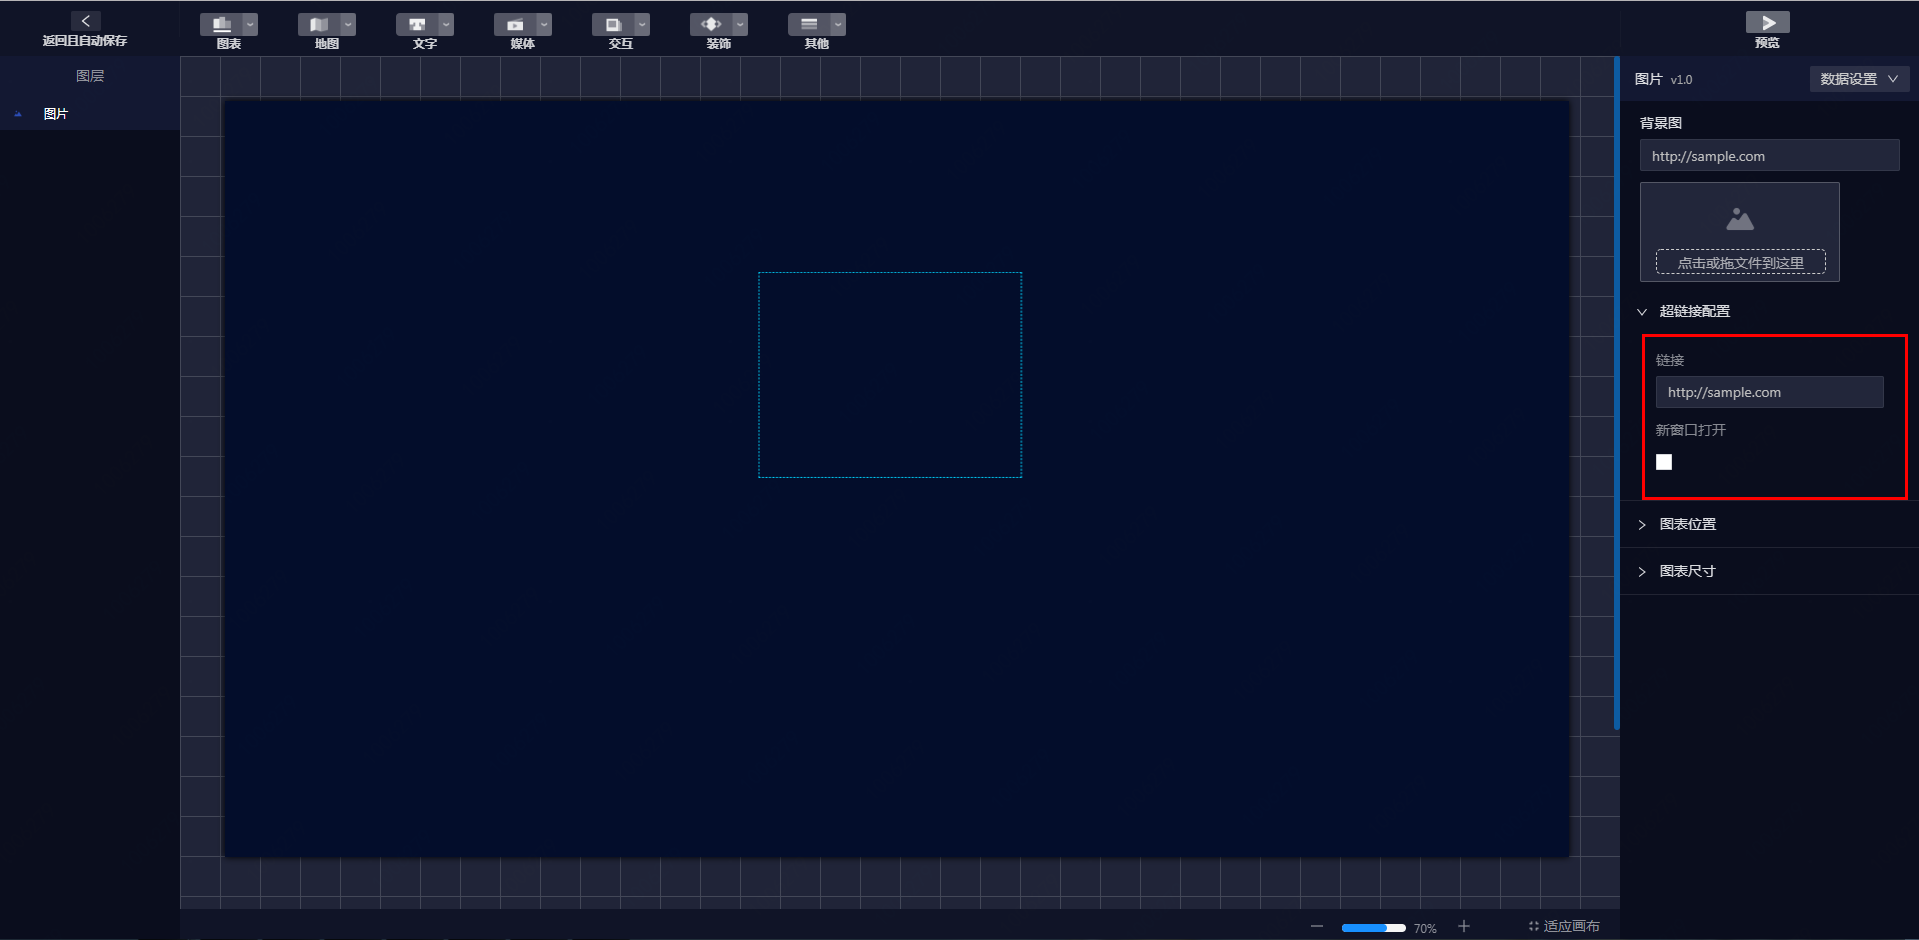 返回且自动保存
图表
地图
文字
媒体
交互
装饰
其他
预览
图层
图片
图片 v1.0
数据设置
背景图
http://sample.com
点击或拖文件到这里
超链接配置
链接
http://sample.com
新窗口打开
图表位置
图表尺寸
70%
适应画布